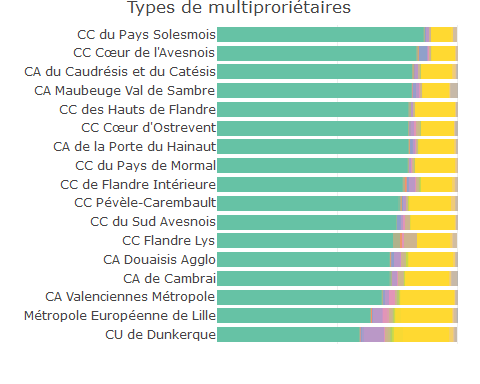 Types de multipropriétaires
CC du Pays Solesmois
CC Cœur de l'Avesnois
CA du Caudrésis et du Catésis
CA Maubeuge Val de Sambre
CC des Hauts de Flandre
CC Cœur d'Ostrevent
CA de la Porte du Hainaut
CC du Pays de Mormal
CC de Flandre Intérieure
CC Pévèle-Carembault
CC du Sud Avesnois
CC Flandre Lys
CA Douaisis Agglo
CA de Cambrai
CA Valenciennes Métropole
Métropole Européenne de Lille
CU de Dunkerque